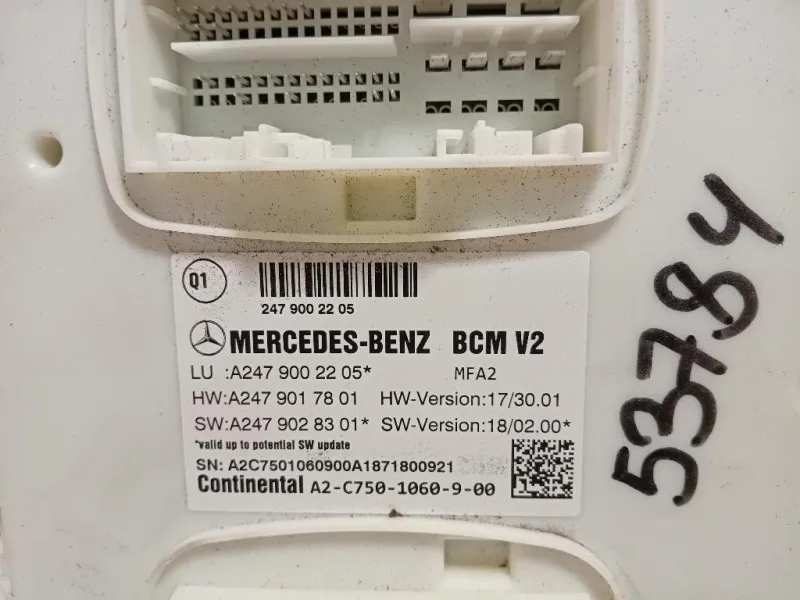 Q1
247 900 22 05
MERCEDES-BENZ BCM V2
LU :A247 900 22 05* MFA2
HW:A247 901 78 01 HW-Version:17/30.01
SW:A247 902 83 01* SW-Version:18/02.00*
*valid up to potential SW update
SN: A2C7501060900A1871800921
Continental A2-C750-1060-9-00
53784